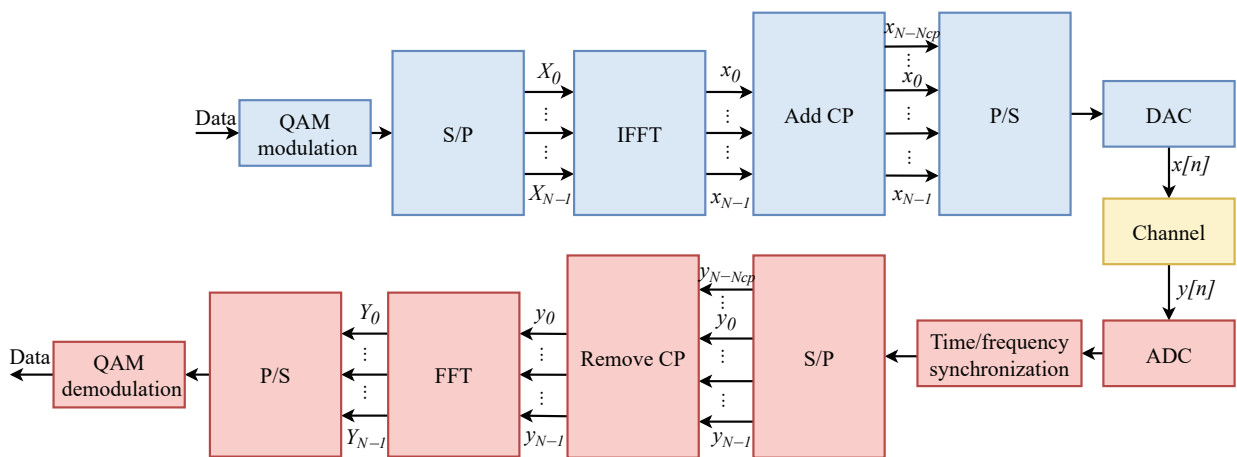 Data
QAM
modulation
S/P
X0
⋮
⋮
XN−1
IFFT
x0
⋮
⋮
xN−1
Add CP
xN−Ncp
⋮
x0
⋮
⋮
xN−1
P/S
DAC
x[n]
Channel
y[n]
ADC
Time/frequency
synchronization
S/P
yN−Ncp
⋮
y0
⋮
⋮
yN−1
Remove CP
y0
⋮
⋮
yN−1
FFT
Y0
⋮
⋮
YN−1
P/S
QAM
demodulation
Data